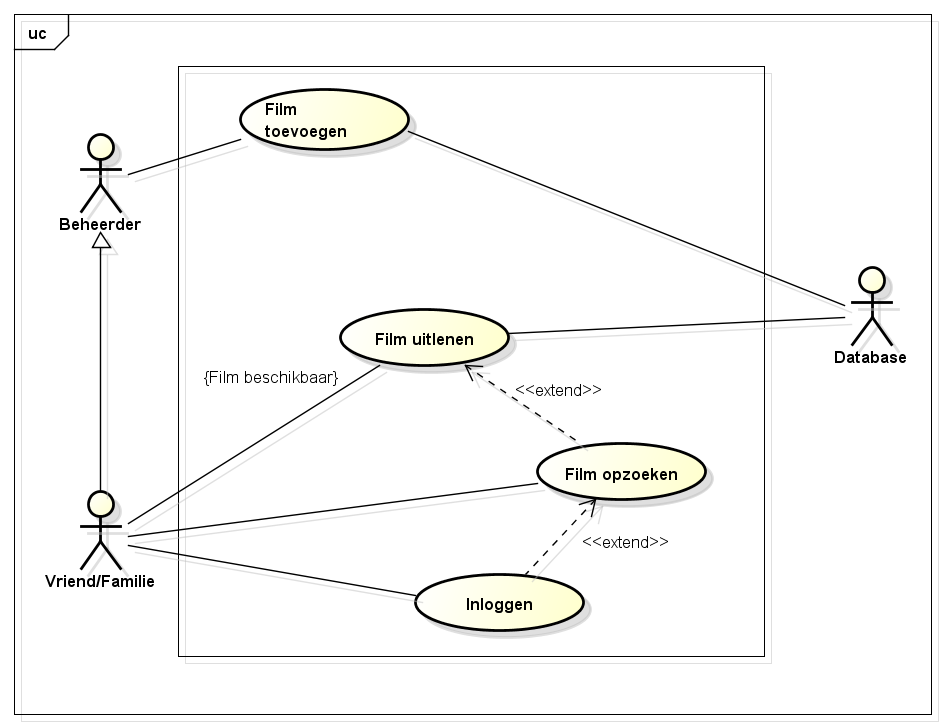 uc
Film
toevoegen
Beheerder
Film uitlenen
Database
{Film beschikbaar}
<<extend>>
Film opzoeken
<<extend>>
Vriend/Familie
Inloggen